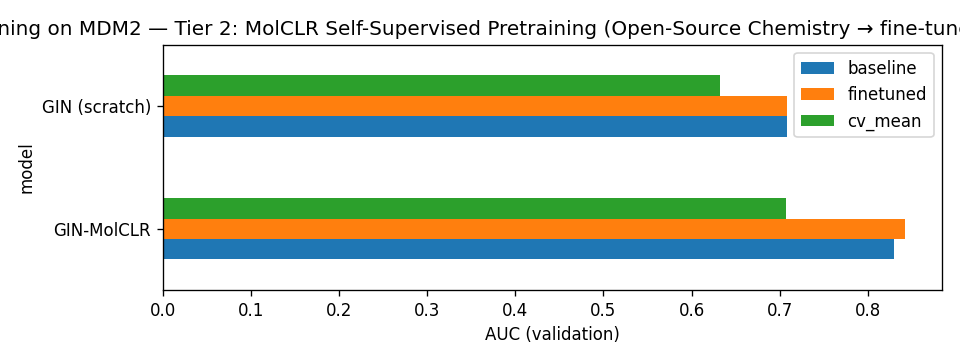 ning on MDM2 — Tier 2: MolCLR Self-Supervised Pretraining (Open-Source Chemistry → fine-tun
baseline
finetuned
cv_mean
GIN (scratch)
model
GIN-MolCLR
0.0 0.1 0.2 0.3 0.4 0.5 0.6 0.7 0.8
AUC (validation)